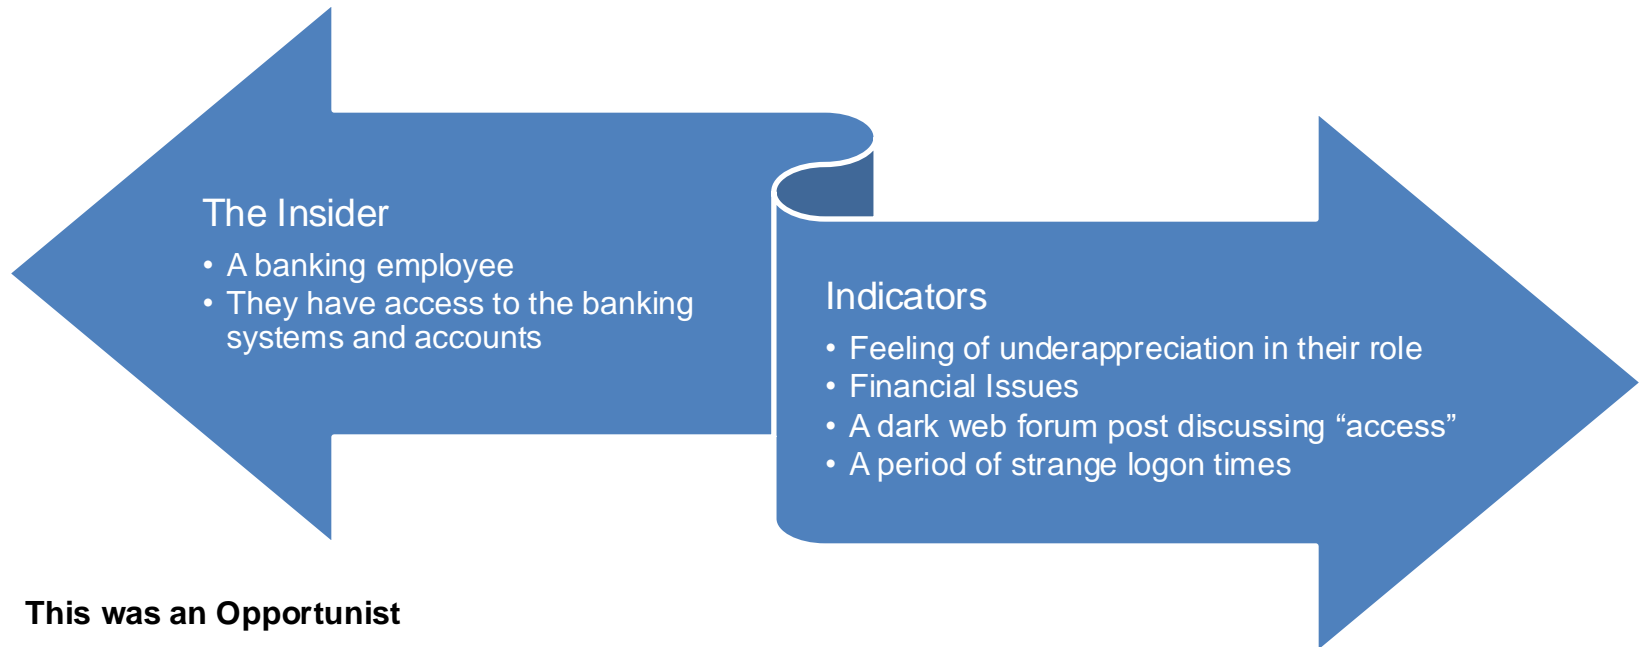 The Insider
• A banking employee
• They have access to the banking
systems and accounts
Indicators
• Feeling of underappreciation in their role
• Financial Issues
• A dark web forum post discussing “access”
• A period of strange logon times
This was an Opportunist